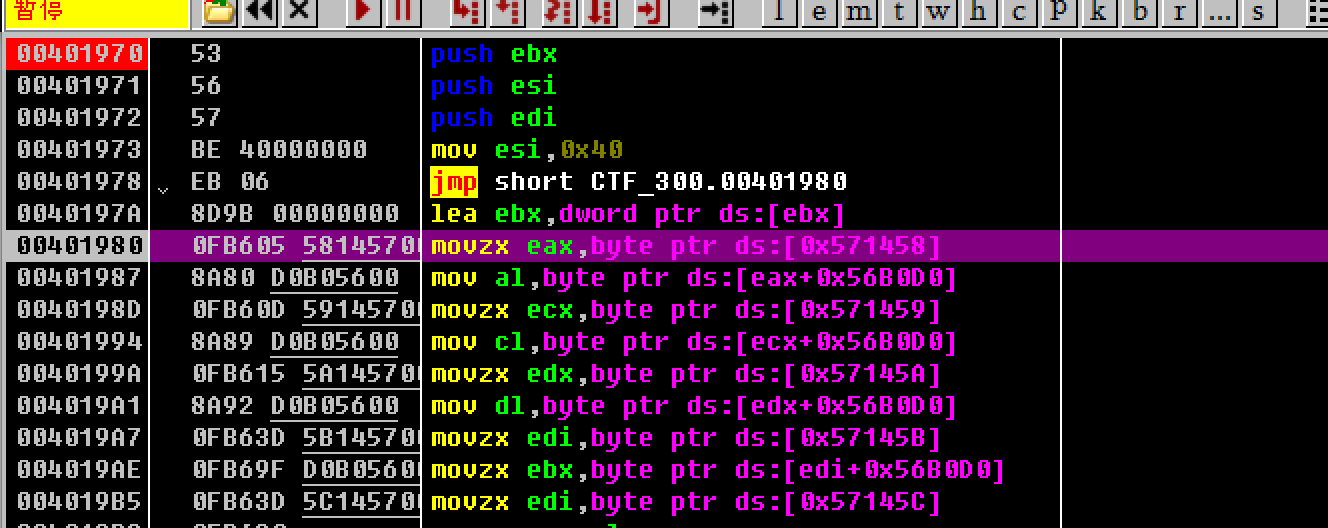 暂停 l e m t w h c P k b r ... s
00401970 53 push ebx
00401971 56 push esi
00401972 57 push edi
00401973 BE 40000000 mov esi,0x40
00401978 EB 06 jmp short CTF_300.00401980
0040197A 8D9B 00000000 lea ebx,dword ptr ds:[ebx]
00401980 0FB605 5814570 movzx eax,byte ptr ds:[0x571458]
00401987 8A80 D0B05600 mov al,byte ptr ds:[eax+0x56B0D0]
0040198D 0FB60D 5914570 movzx ecx,byte ptr ds:[0x571459]
00401994 8A89 D0B05600 mov cl,byte ptr ds:[ecx+0x56B0D0]
0040199A 0FB615 5A14570 movzx edx,byte ptr ds:[0x57145A]
004019A1 8A92 D0B05600 mov dl,byte ptr ds:[edx+0x56B0D0]
004019A7 0FB63D 5B14570 movzx edi,byte ptr ds:[0x57145B]
004019AE 0FB69F D0B0560 movzx ebx,byte ptr ds:[edi+0x56B0D0]
004019B5 0FB63D 5C14570 movzx edi,byte ptr ds:[0x57145C]